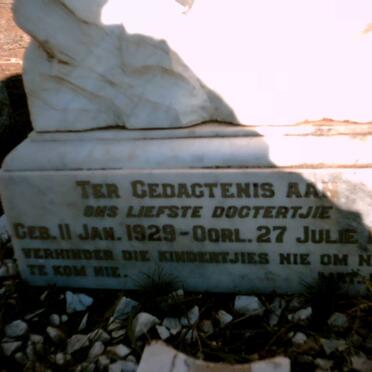 TER GEDACTENIS AAN
ONS LIEFSTE DOGTERTJIE
GEB. 11 JAN. 1929 - OORL. 27 JULIE
VERHINDER DIE KINDERTJIES NIE OM N
TE KOM NIE.